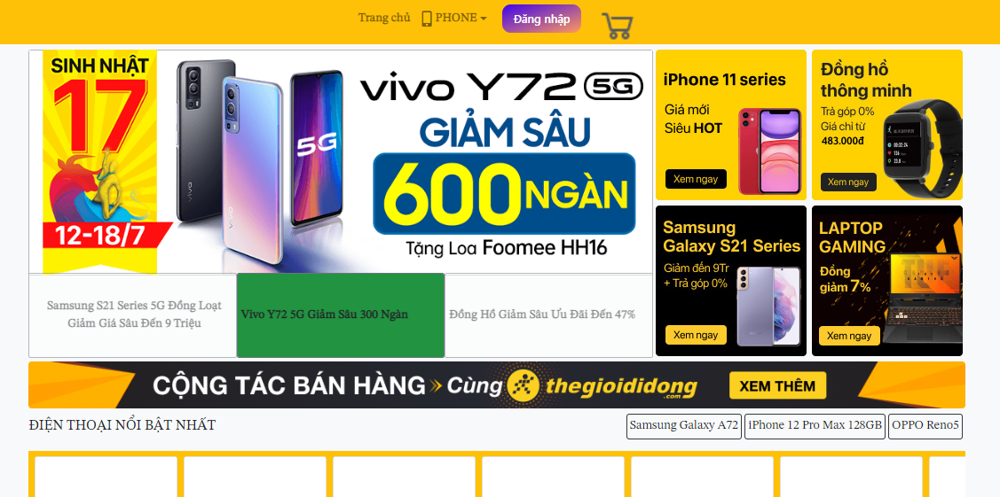 Trang chủ
PHONE
Đăng nhập
SINH NHẬT
17
12-18/7
5G
vivo
vivo
vivo Y72 5G
GIẢM SÂU
600 NGÀN
Tặng Loa Foomee HH16
iPhone 11 series
Giá mới
Siêu HOT
Xem ngay
Đồng hồ
thông minh
Trả góp 0%
Giá chỉ từ
483.000đ
Xem ngay
Samsung S21 Series 5G Đồng Loạt
Giảm Giá Sâu Đến 9 Triệu
Vivo Y72 5G Giảm Sâu 300 Ngàn
Đồng Hồ Giảm Sâu Ưu Đãi Đến 47%
Samsung
Galaxy S21 Series
Giảm đến 9Tr
+ Trả góp 0%
Xem ngay
LAPTOP
GAMING
Đồng
giảm 7%
Xem ngay
CỘNG TÁC BÁN HÀNG » Cùng thegioididong
.com
XEM THÊM
ĐIỆN THOẠI NỔI BẬT NHẤT
Samsung Galaxy A72
iPhone 12 Pro Max 128GB
OPPO Reno5